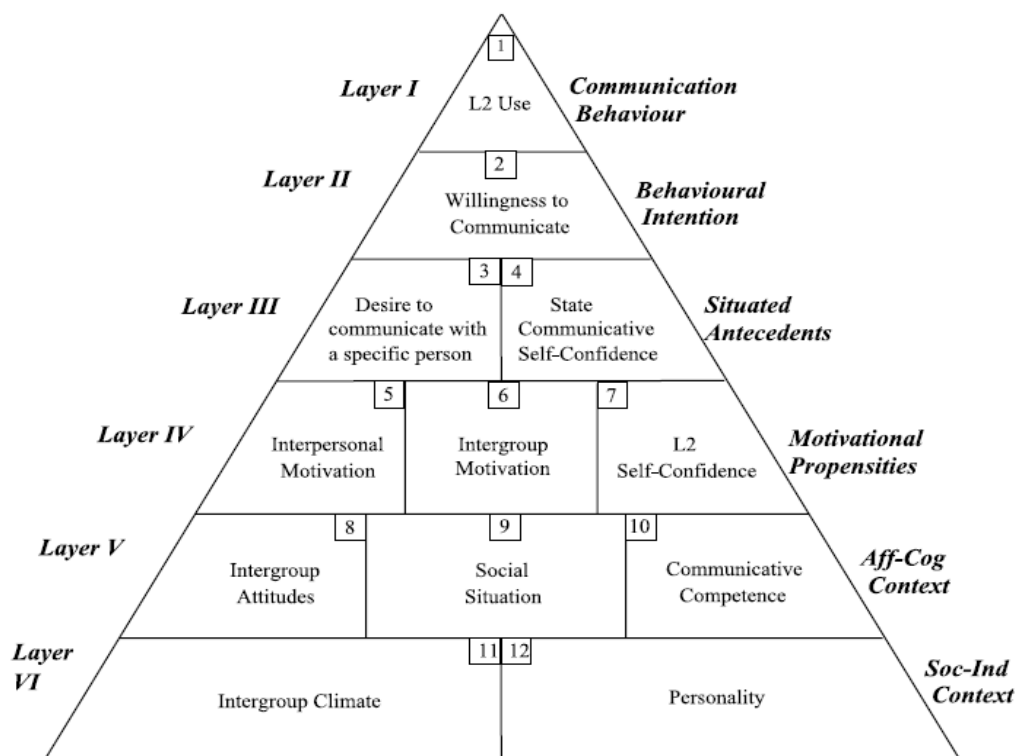 1
Layer I
L2 Use
Communication
Behaviour
Layer II
2
Willingness to
Communicate
Behavioural
Intention
Layer III
3
4
Desire to
communicate with
a specific person
State
Communicative
Self-Confidence
Situated
Antecedents
Layer IV
5
6
7
Interpersonal
Motivation
Intergroup
Motivation
L2
Self-Confidence
Motivational
Propensities
Layer V
8
9
10
Intergroup
Attitudes
Social
Situation
Communicative
Competence
Aff-Cog
Context
Layer
VI
11
12
Intergroup Climate
Personality
Soc-Ind
Context